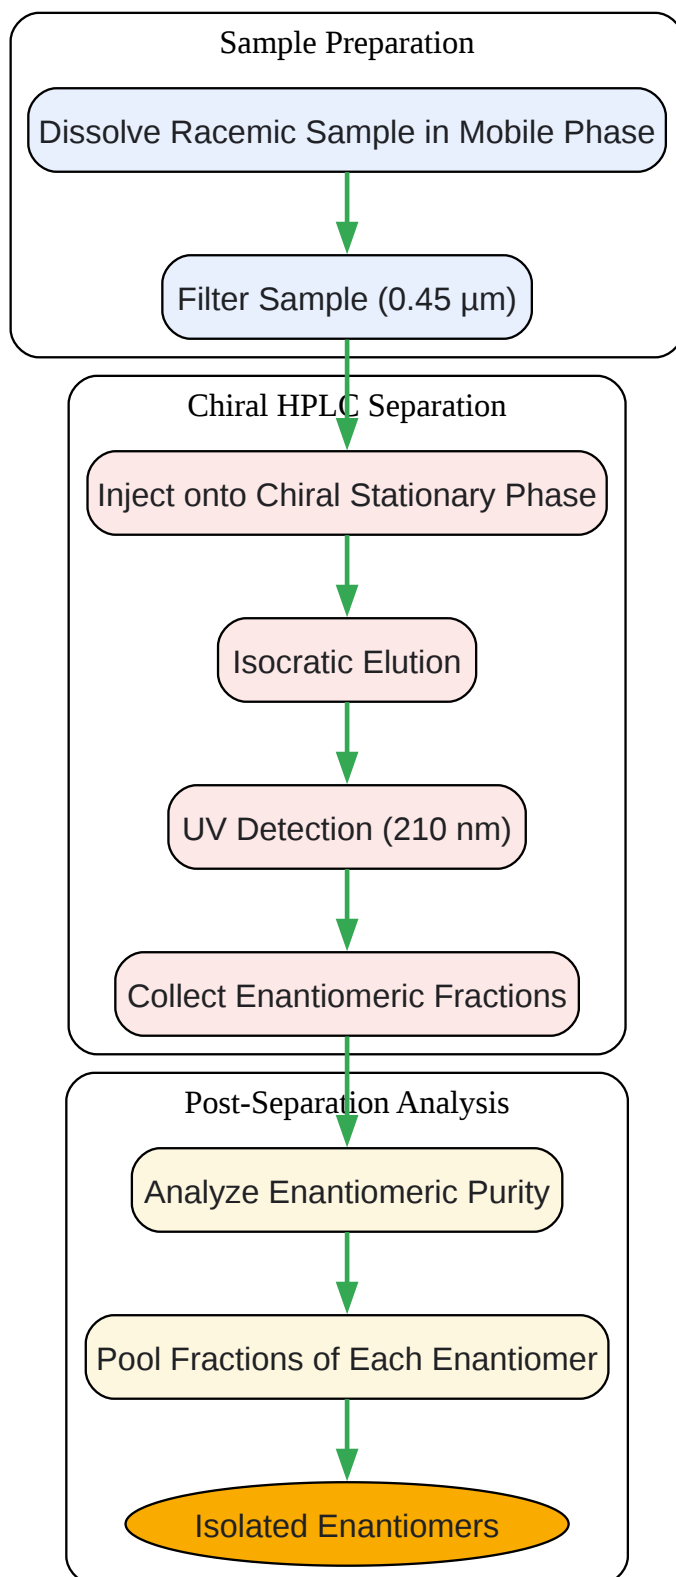 Sample Preparation
Dissolve Racemic Sample in Mobile Phase
Filter Sample (0.45 µm)
Chiral HPLC Separation
Inject onto Chiral Stationary Phase
Isocratic Elution
UV Detection (210 nm)
Collect Enantiomeric Fractions
Post-Separation Analysis
Analyze Enantiomeric Purity
Pool Fractions of Each Enantiomer
Isolated Enantiomers